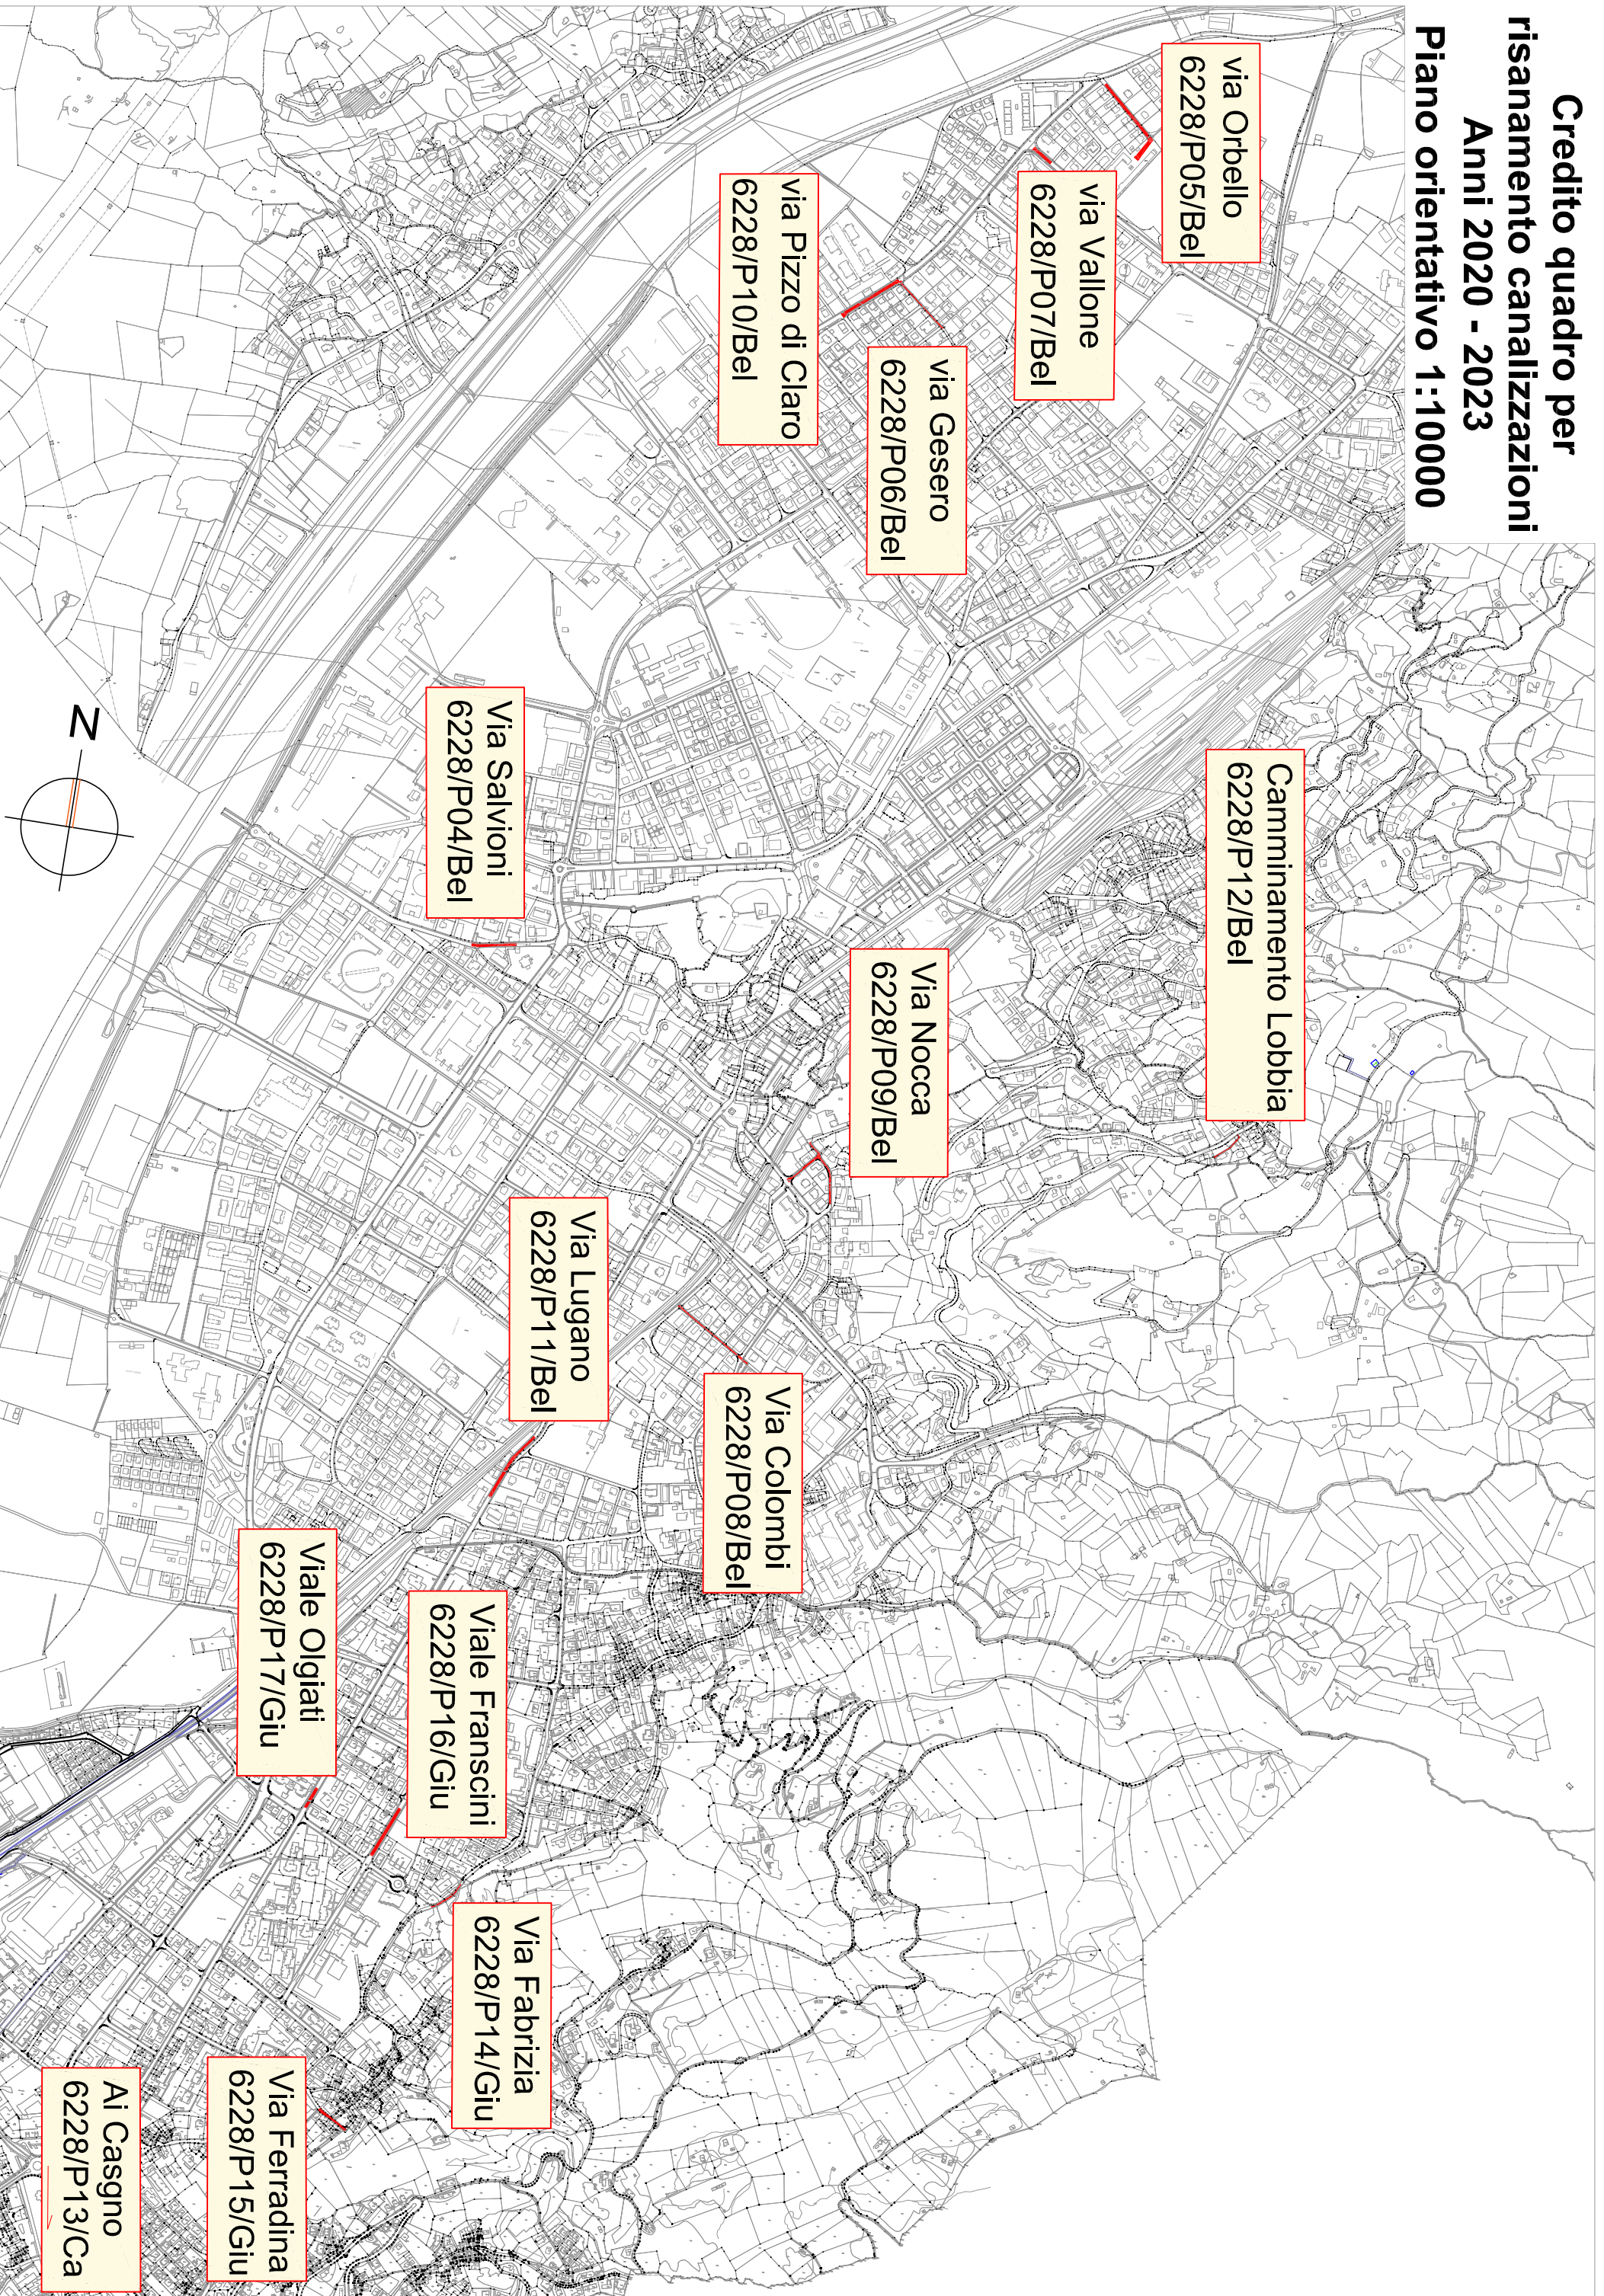 Credito quadro per
risanamento canalizzazioni
Anni 2020 - 2023
Piano orientativo 1:10000
via Orbello
6228/P05/Bel
via Vallone
6228/P07/Bel
via Gesero
6228/P06/Bel
via Pizzo di Claro
6228/P10/Bel
Camminamento Lobbia
6228/P12/Bel
Via Nocca
6228/P09/Bel
Via Salvioni
6228/P04/Bel
N
Via Lugano
6228/P11/Bel
Via Colombi
6228/P08/Bel
Viale Olgiati
6228/P17/Giu
Viale Franscini
6228/P16/Giu
Via Fabrizia
6228/P14/Giu
Via Ferradina
6228/P15/Giu
Ai Casgno
6228/P13/Ca